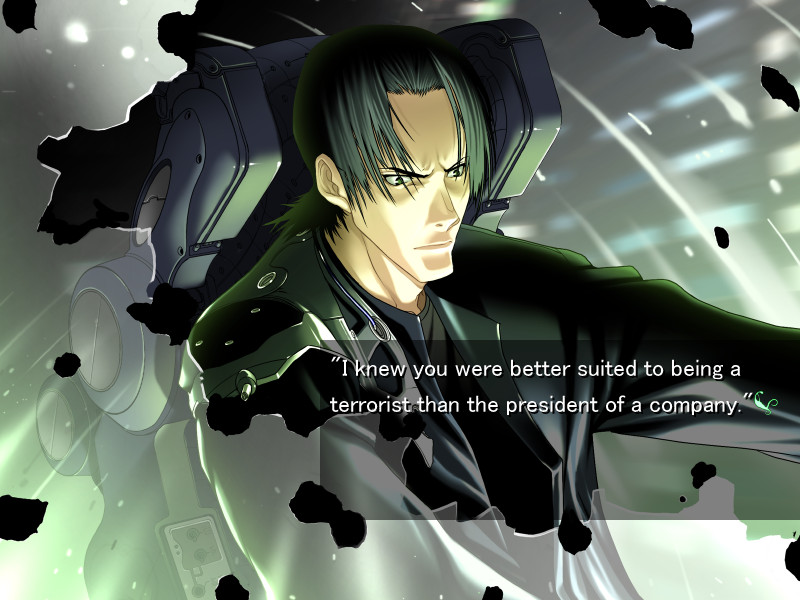 "I knew you were better suited to being a
terrorist than the president of a company."